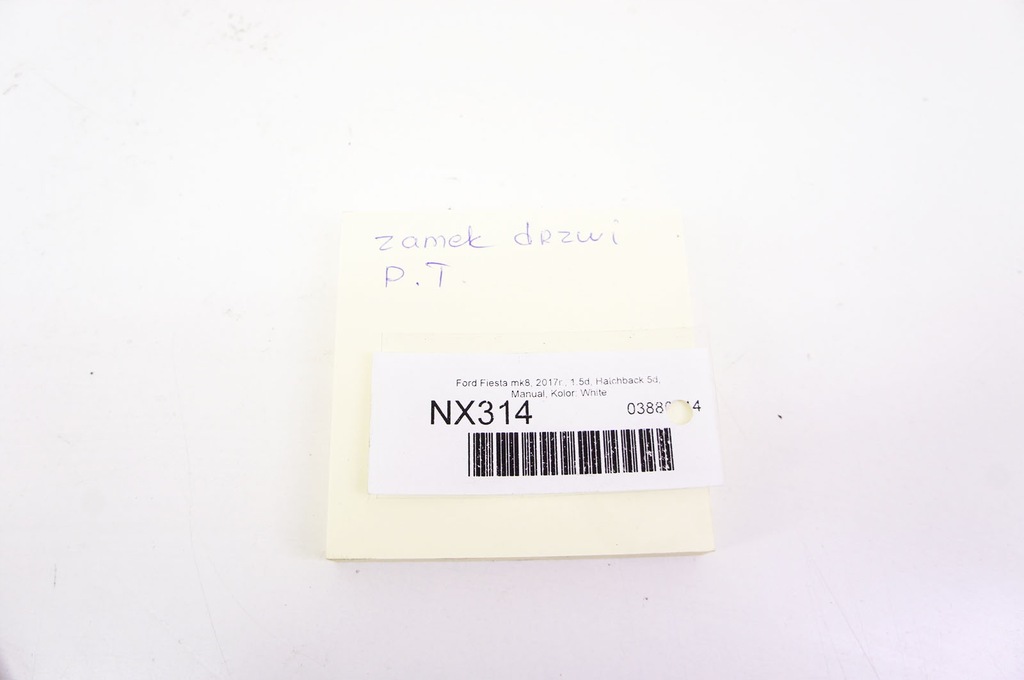 zamek drzwi
P.T.
Ford Fiesta mk8, 2017r., 1.5d, Hatchback 5d,
Manual, Kolor: White
NX314